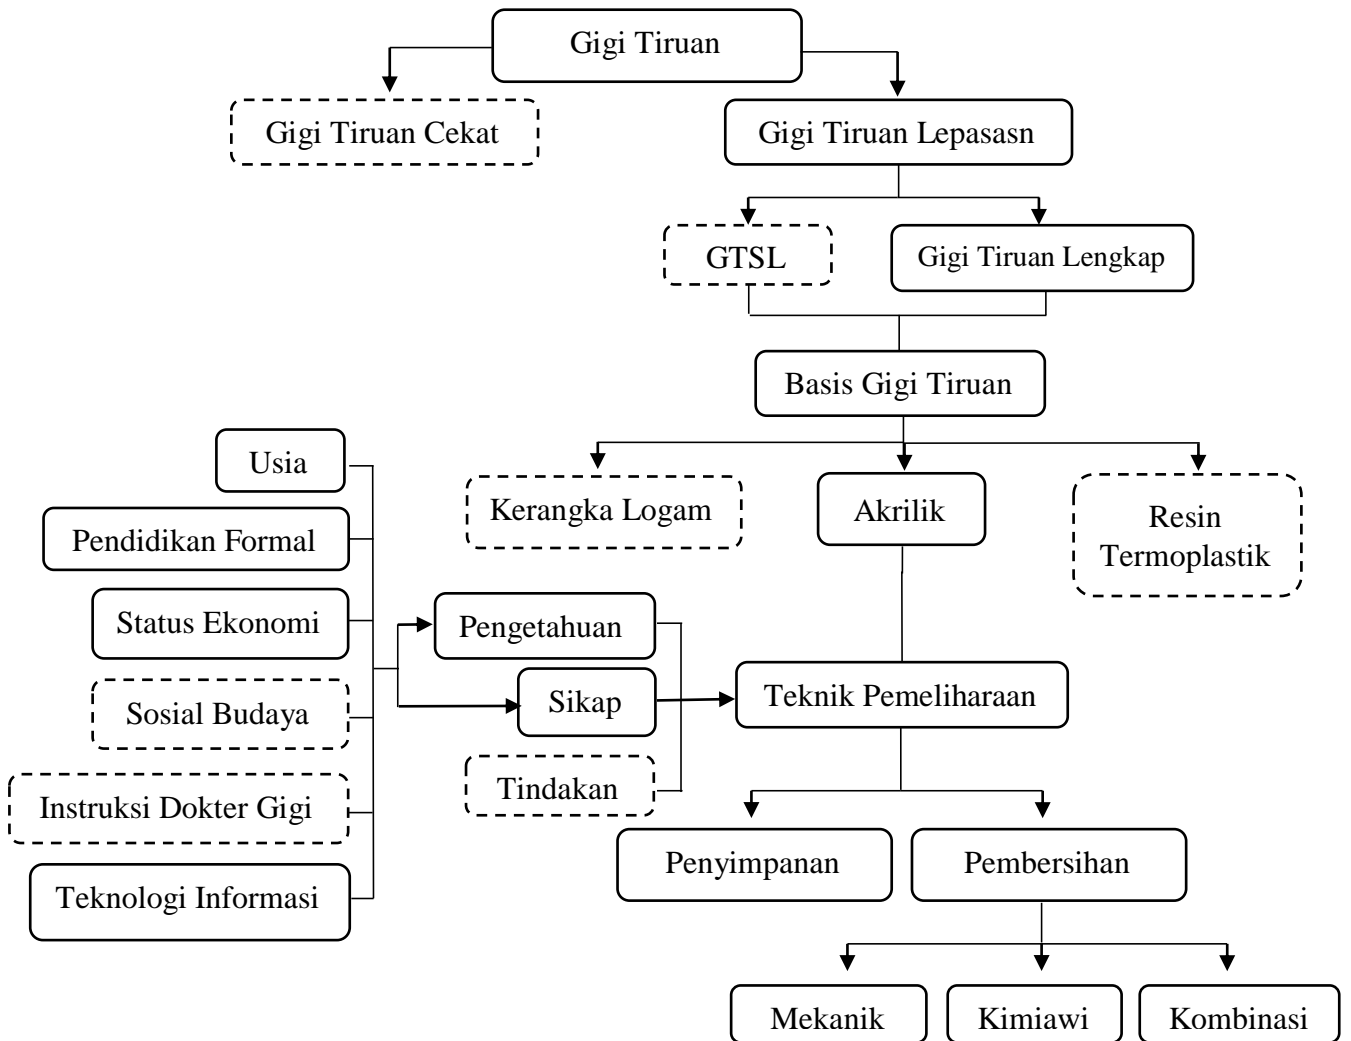 Gigi Tiruan
Gigi Tiruan Cekat
Gigi Tiruan Lepasasn
GTSL
Gigi Tiruan Lengkap
Basis Gigi Tiruan
Usia
Kerangka Logam
Akrilik
Resin
Termoplastik
Pendidikan Formal
Status Ekonomi
Pengetahuan
Sosial Budaya
Sikap
Teknik Pemeliharaan
Instruksi Dokter Gigi
Tindakan
Teknologi Informasi
Penyimpanan
Pembersihan
Mekanik
Kimiawi
Kombinasi